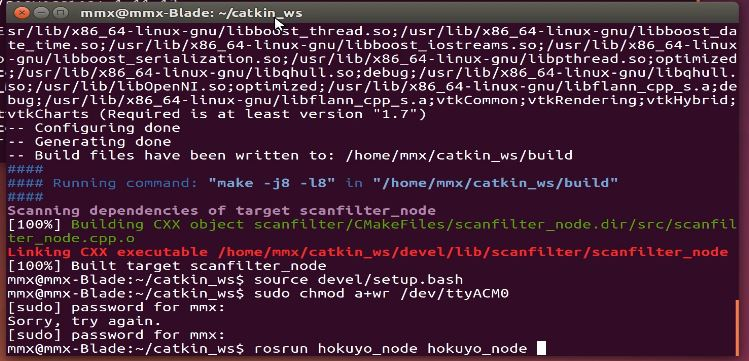 mmx@mmx-Blade: ~/catkin_ws
sr/lib/x86_64-linux-gnu/libboost_thread.so;/usr/lib/x86_64-linux-gnu/libboost_da
te_time.so;/usr/lib/x86_64-linux-gnu/libboost_iostreams.so;/usr/lib/x86_64-linux
-gnu/libboost_serialization.so;/usr/lib/x86_64-linux-gnu/libpthread.so;optimized
;/usr/lib/x86_64-linux-gnu/libqhull.so;debug;/usr/lib/x86_64-linux-gnu/libqhull.
so;/usr/lib/libOpenNI.so;optimized;/usr/lib/x86_64-linux-gnu/libflann_cpp_s.a;de
bug;/usr/lib/x86_64-linux-gnu/libflann_cpp_s.a;vtkCommon;vtkRendering;vtkHybrid;
vtkCharts (Required is at least version "1.7")
-- Configuring done
-- Generating done
-- Build files have been written to: /home/mmx/catkin_ws/build
####
#### Running command: "make -j8 -l8" in "/home/mmx/catkin_ws/build"
####
Scanning dependencies of target scanfilter_node
[100%] Building CXX object scanfilter/CMakeFiles/scanfilter_node.dir/src/scanfil
ter_node.cpp.o
Linking CXX executable /home/mmx/catkin_ws/devel/lib/scanfilter/scanfilter_node
[100%] Built target scanfilter_node
mmx@mmx-Blade:~/catkin_ws$ source devel/setup.bash
mmx@mmx-Blade:~/catkin_ws$ sudo chmod a+wr /dev/ttyACM0
[sudo] password for mmx:
Sorry, try again.
[sudo] password for mmx:
mmx@mmx-Blade:~/catkin_ws$ rosrun hokuyo_node hokuyo_node